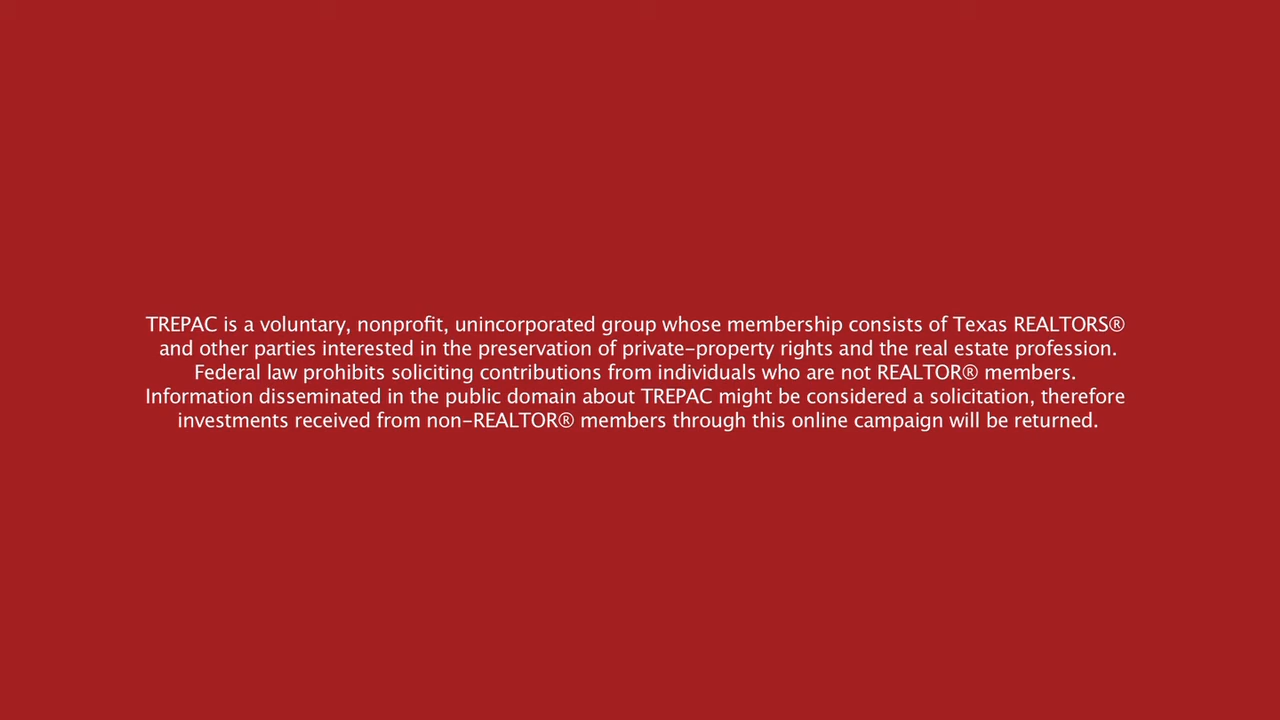 TREPAC is a voluntary, nonprofit, unincorporated group whose membership consists of Texas REALTORS®
and other parties interested in the preservation of private-property rights and the real estate profession.
Federal law prohibits soliciting contributions from individuals who are not REALTOR® members.
Information disseminated in the public domain about TREPAC might be considered a solicitation, therefore
investments received from non-REALTOR® members through this online campaign will be returned.